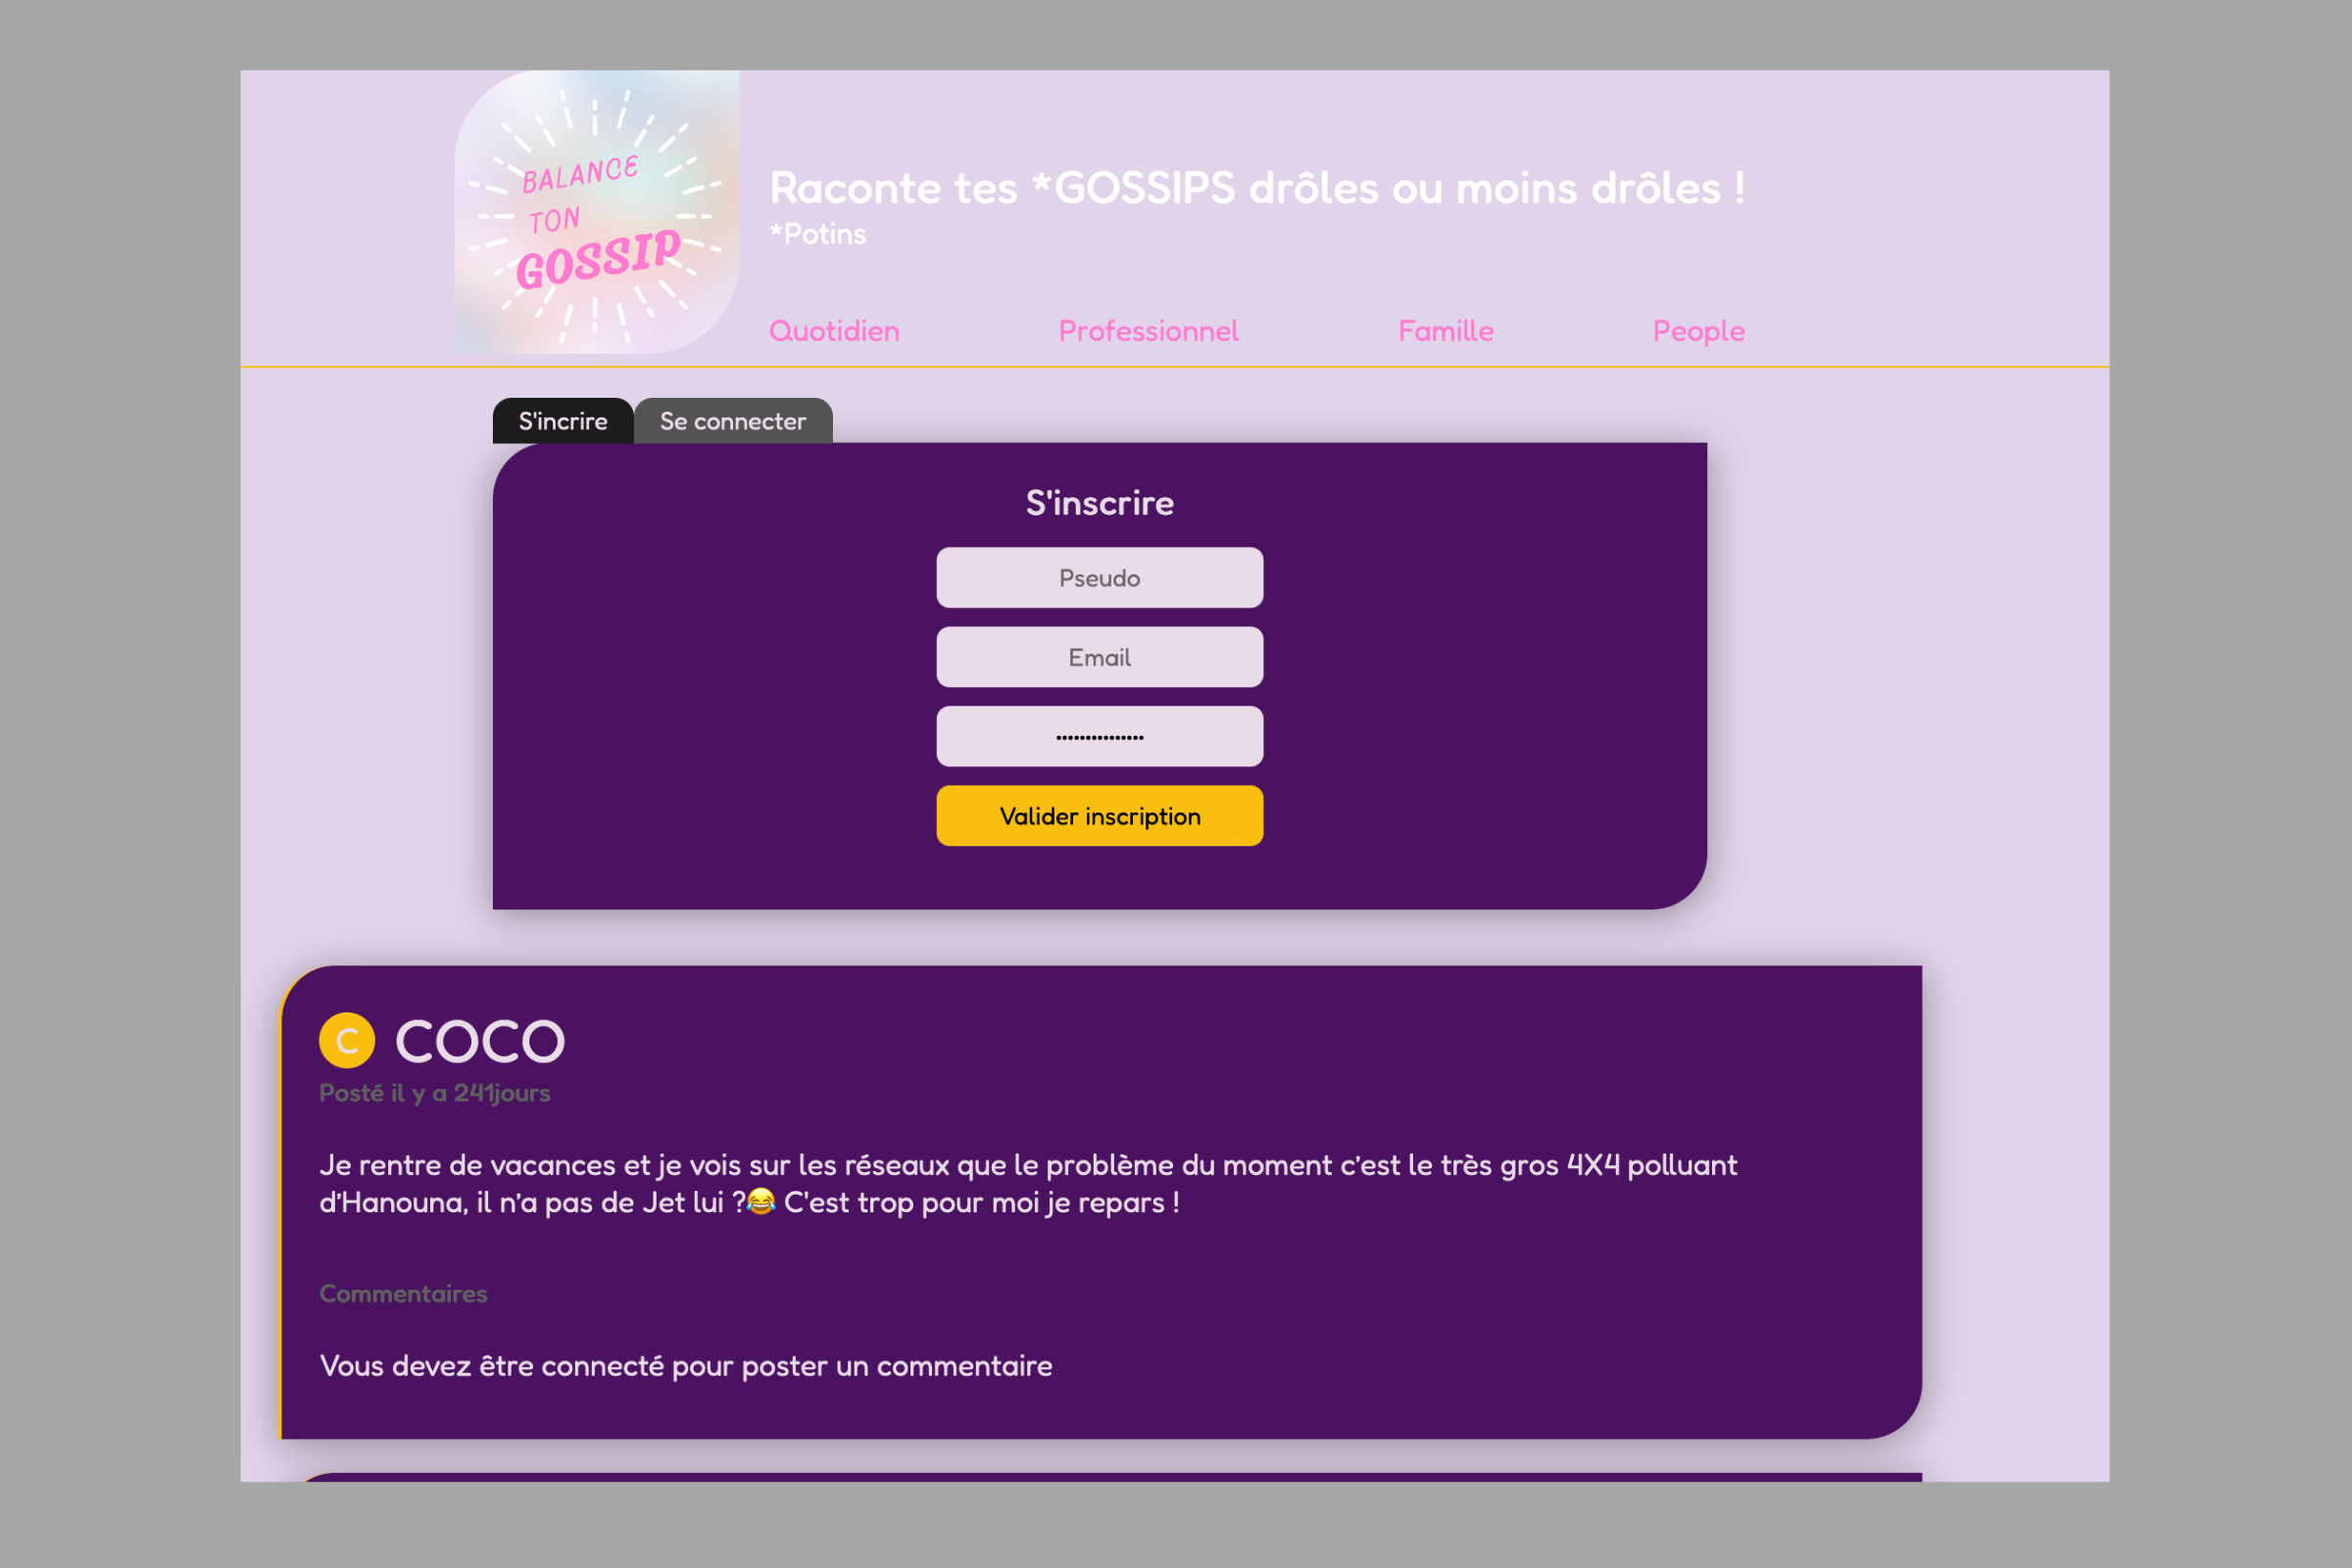 BALANCE
TON
GOSSIP
Raconte tes *GOSSIPS drôles ou moins drôles !
*Potins
Quotidien Professionnel Famille People
S'incrire Se connecter
S'inscrire
Pseudo
Email
•••••••••••••••
Valider inscription
C COCO
Posté il y a 241jours
Je rentre de vacances et je vois sur les réseaux que le problème du moment c’est le très gros 4X4 polluant
d’Hanouna, il n’a pas de Jet lui ?😂 C'est trop pour moi je repars !
Commentaires
Vous devez être connecté pour poster un commentaire